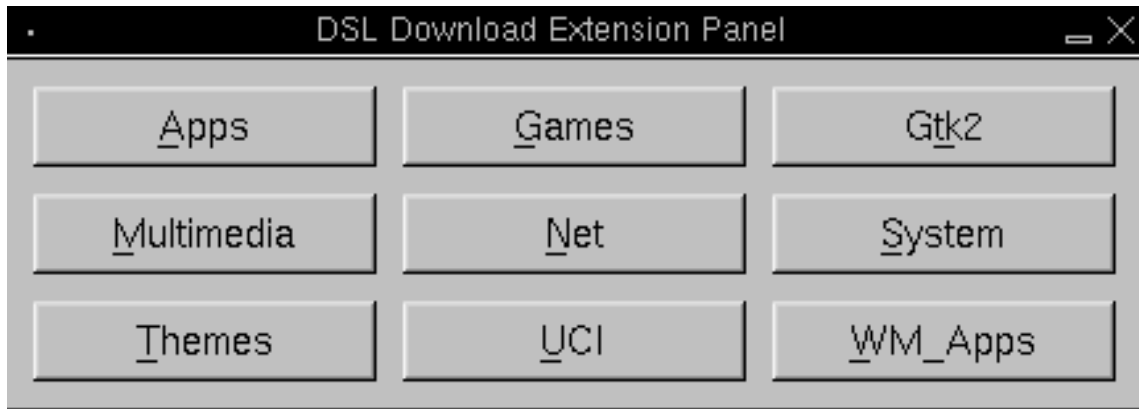 DSL Download Extension Panel
Apps Games Gtk2
Multimedia Net System
Themes UCI WM_Apps